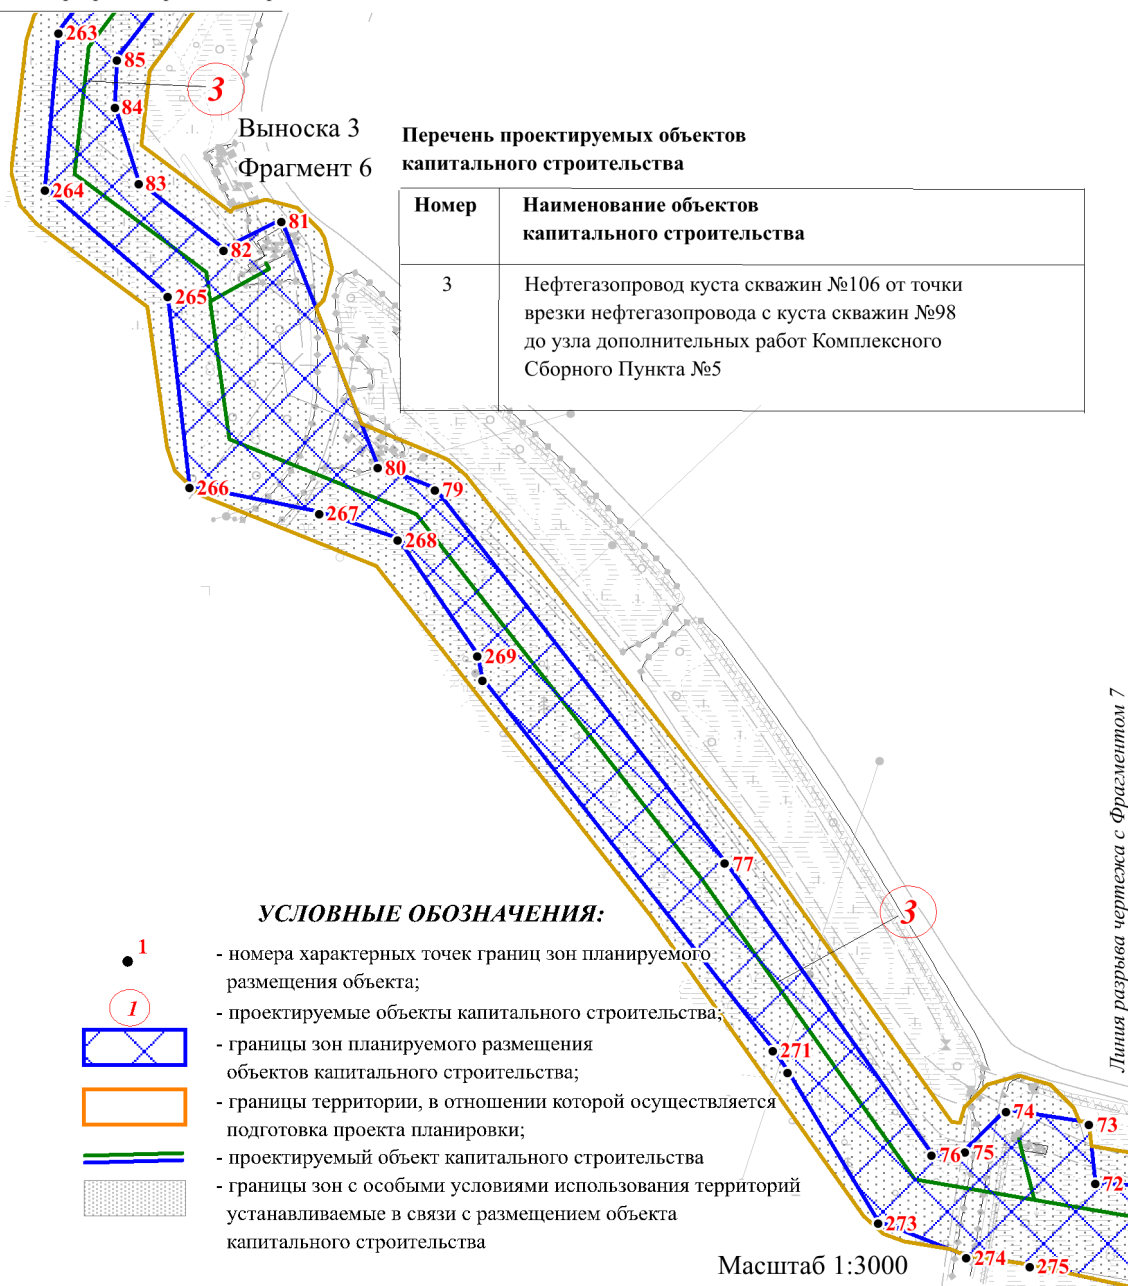 263
85
3
84
Выноска 3
Фрагмент 6
83
264
81
82
265
Перечень проектируемых объектов
капитального строительства
Номер
Наименование объектов
капитального строительства
3
Нефтегазопровод куста скважин №106 от точки
врезки нефтегазопровода с куста скважин №98
до узла дополнительных работ Комплексного
Сборного Пункта №5
80
79
266
267
268
269
77
3
Линия разрыва чертежа с Фрагментом 7
УСЛОВНЫЕ ОБОЗНАЧЕНИЯ:
1
- номера характерных точек границ зон планируемого
размещения объекта;
1
- проектируемые объекты капитального строительства;
- границы зон планируемого размещения
объектов капитального строительства;
- границы территории, в отношении которой осуществляется
подготовка проекта планировки;
- проектируемый объект капитального строительства
- границы зон с особыми условиями использования территорий
устанавливаемые в связи с размещением объекта
капитального строительства
271
74
73
76
75
72
273
274
275
Масштаб 1:3000